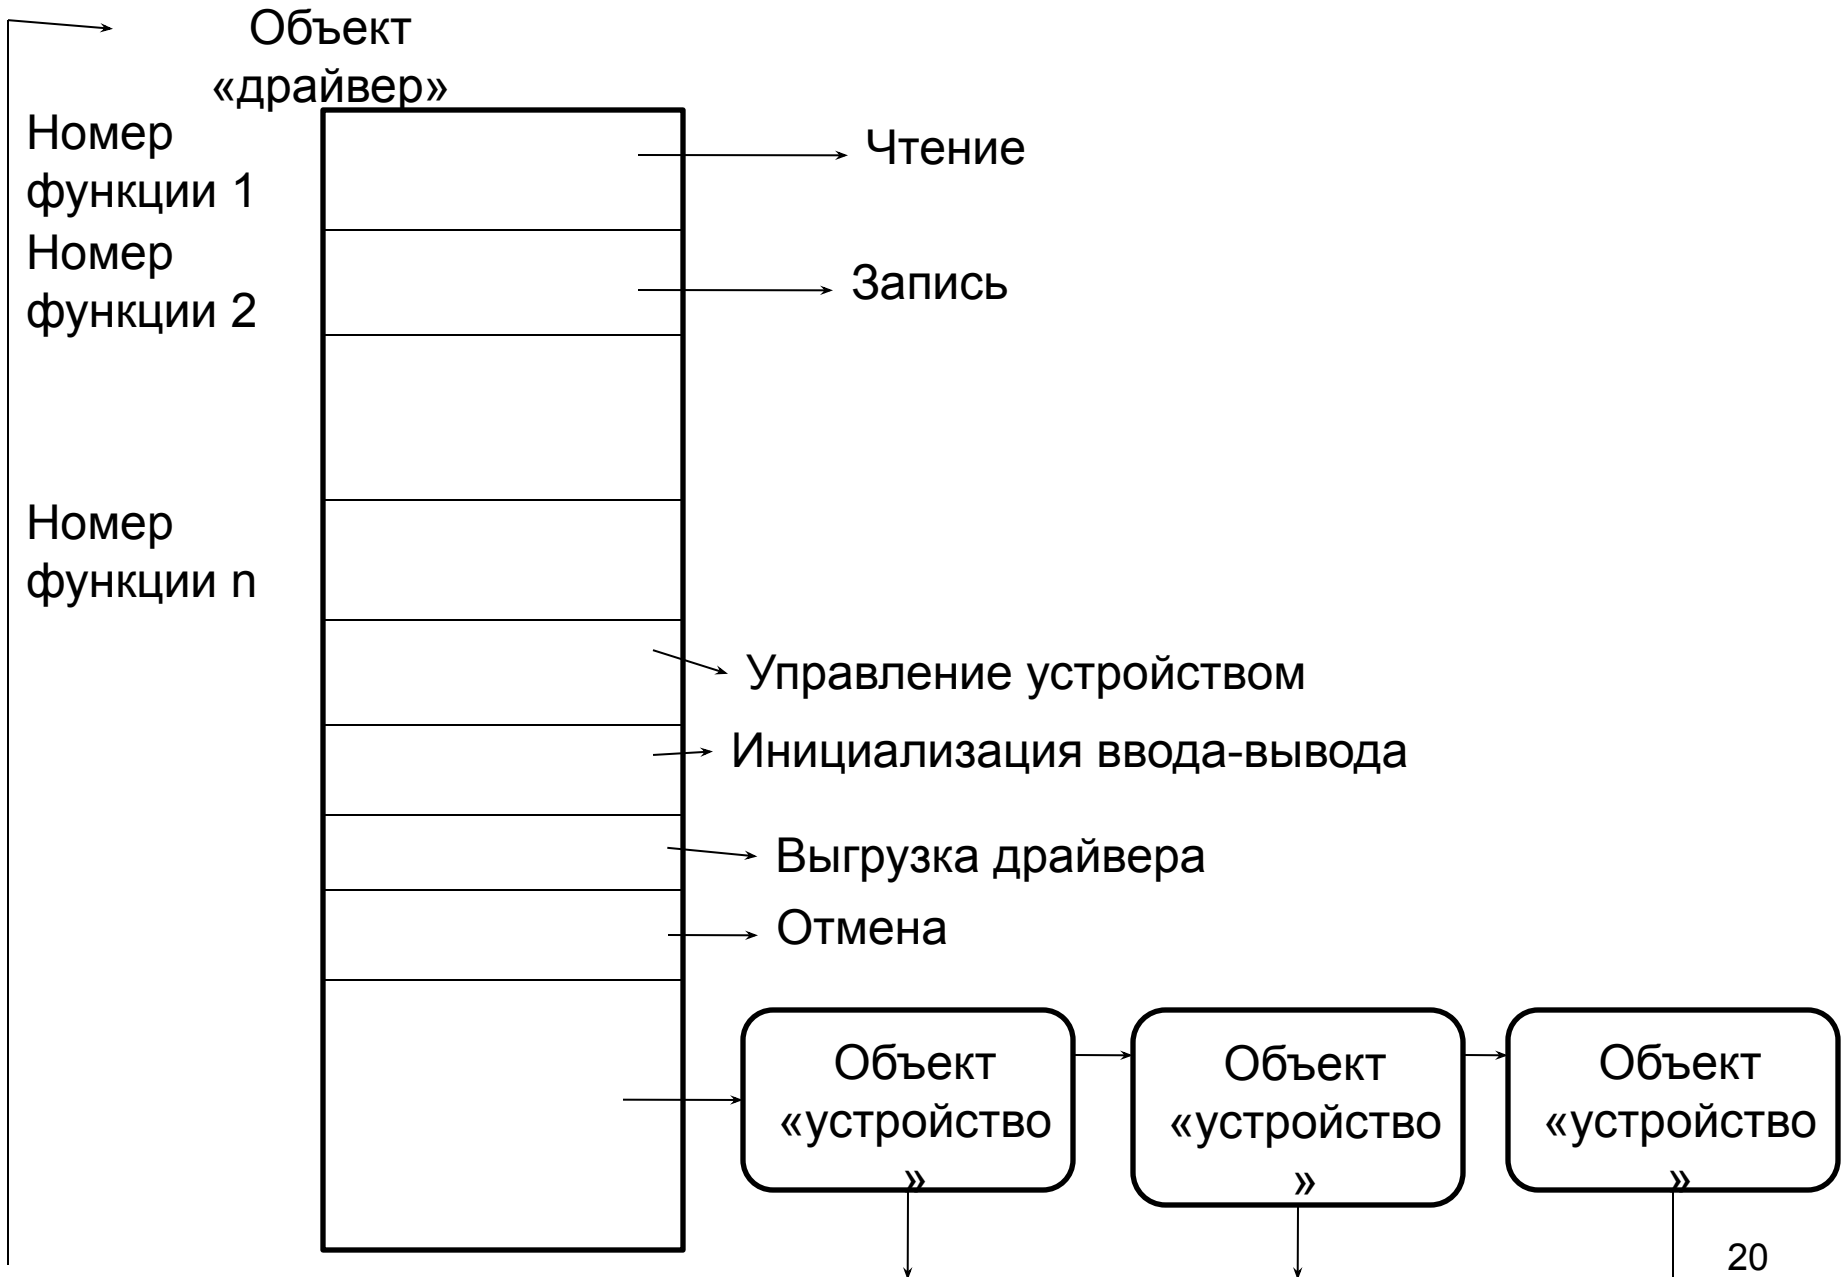 Объект
«драйвер»
Номер
функции 1
Чтение
Номер
функции 2
Запись
Номер
функции n
Управление устройством
Инициализация ввода-вывода
Выгрузка драйвера
Отмена
Объект
«устройство
»
Объект
«устройство
»
Объект
«устройство
»
20